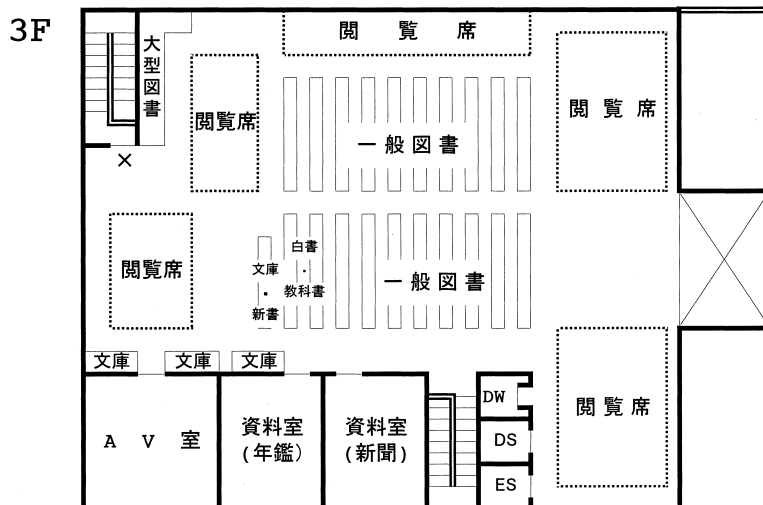 3F
閲覧席
大型図書
閲覧席
閲覧席
一般図書
×
閲覧席
文庫・新書
白書・教科書
一般図書
文庫
文庫
文庫
AV室
資料室
(年鑑)
資料室
(新聞)
DW
DS
ES
閲覧席